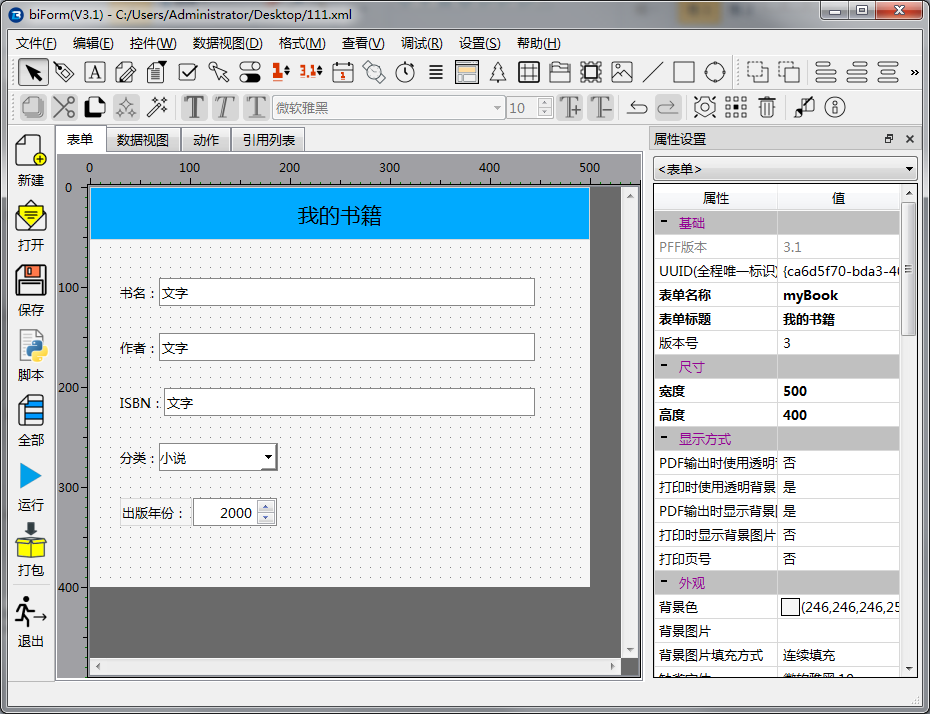 biForm(V3.1) - C:/Users/Administrator/Desktop/111.xml
文件(F) 编辑(E) 控件(W) 数据视图(D) 格式(M) 查看(V) 调试(R) 设置(S) 帮助(H)
微软雅黑 10
新建
打开
保存
脚本
全部
运行
打包
退出
表单 数据视图 动作 引用列表
0 100 200 300 400 500
0
100
200
300
400
我的书籍
书名： 文字
作者： 文字
ISBN： 文字
分类： 小说
出版年份： 2000
属性设置
<表单>
属性 值
基础
PFF版本 3.1
UUID(全程唯一标识) {ca6d5f70-bda3-40
表单名称 myBook
表单标题 我的书籍
版本号 3
尺寸
宽度 500
高度 400
显示方式
PDF输出时使用透明 否
打印时使用透明背景 是
PDF输出时显示背景 是
打印时显示背景图片 否
打印页号 否
外观
背景色 (246,246,246,25
背景图片
背景图片填充方式 连续填充